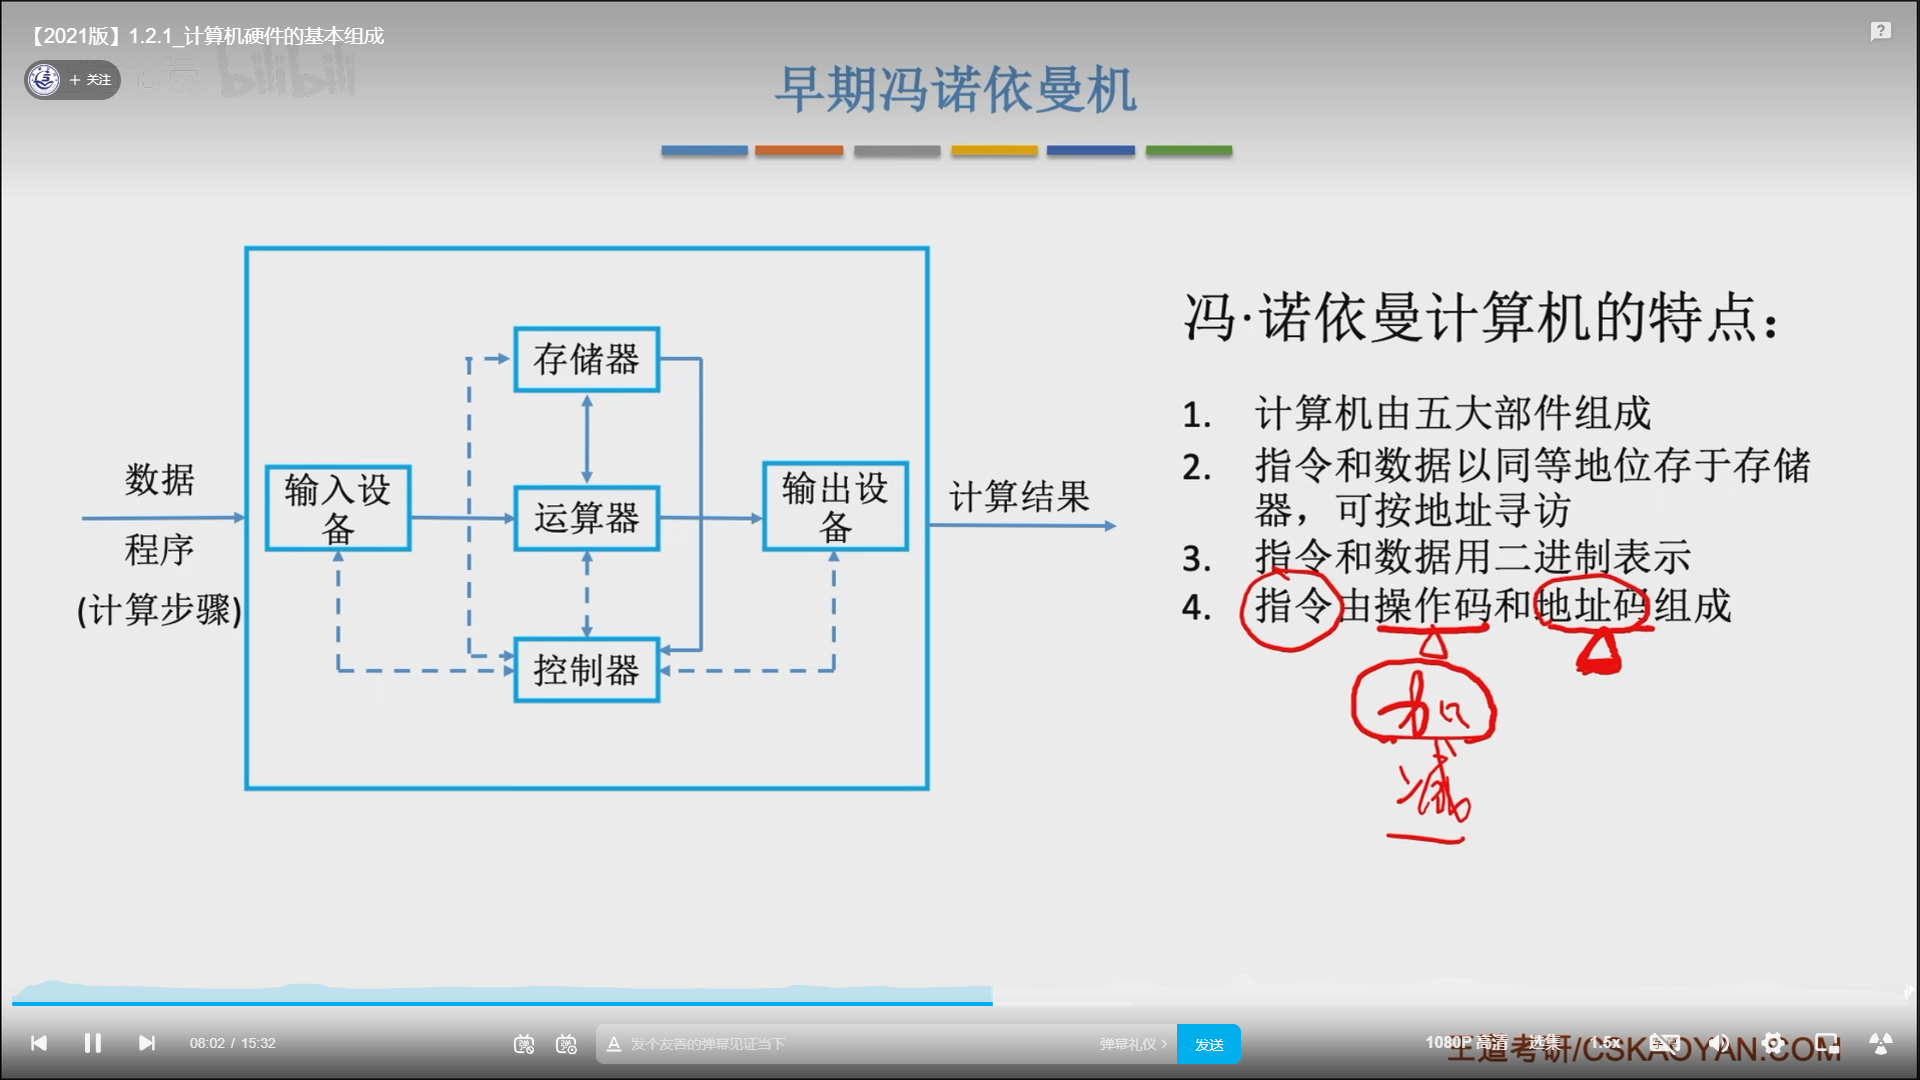 【2021版】1.2.1_计算机硬件的基本组成
+ 关注
bilibili
早期冯诺依曼机
数据
程序
(计算步骤)
输入设备
存储器
运算器
控制器
输出设备
计算结果
冯·诺依曼计算机的特点：
1. 计算机由五大部件组成
2. 指令和数据以同等地位存于存储
器，可按地址寻访
3. 指令和数据用二进制表示
4. 指令由操作码和地址码组成
加
减
08:02 / 15:32
发个友善的弹幕见证当下
弹幕礼仪 >
发送
1080P 高清
选集
1.5x
王道考研/CSKAOYAN.COM